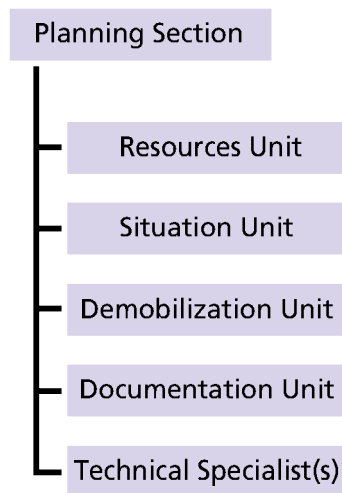 Planning Section
Resources Unit
Situation Unit
Demobilization Unit
Documentation Unit
Technical Specialist(s)